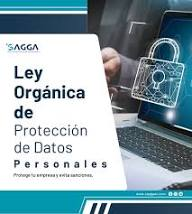 SAGGA
Ley
Orgánica
de
Protección
de Datos
Personales
Protege tu empresa y evita sanciones.